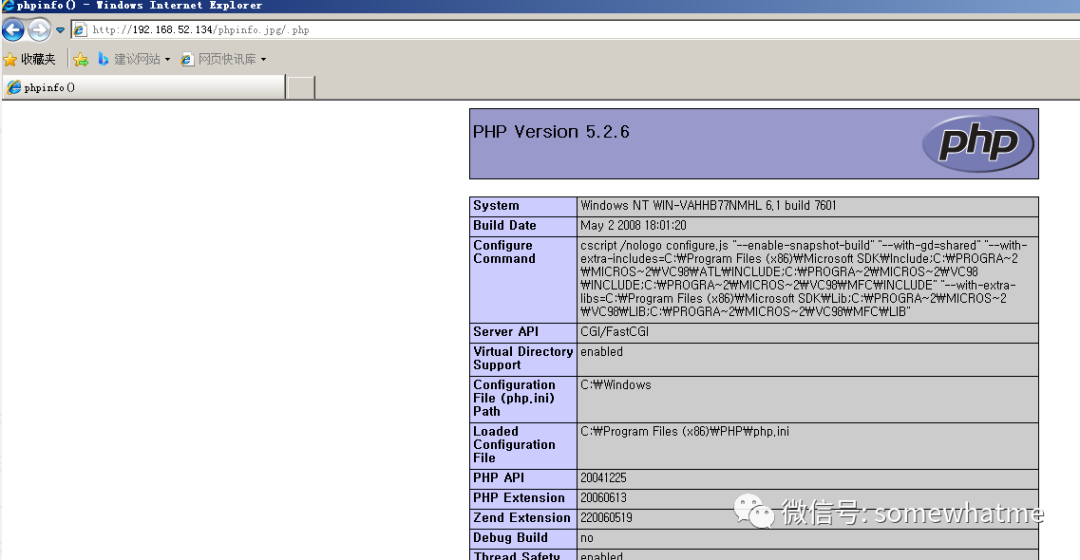 phpinfo() - Windows Internet Explorer
http://192.168.52.134/phpinfo.jpg/.php
收藏夹 建议网站 网页快讯库
phpinfo()
PHP Version 5.2.6
php
System Windows NT WIN-VAHHB77NMHL 6.1 build 7601
Build Date May 2 2008 18:01:20
Configure Command cscript /nologo configure.js "--enable-snapshot-build" "--with-gd=shared" "--with-
extra-includes=C:₩Program Files (x86)₩Microsoft SDK₩Include;C:₩PROGRA~2
₩MICROS~2₩VC98₩ATL₩INCLUDE;C:₩PROGRA~2₩MICROS~2₩VC98
₩INCLUDE;C:₩PROGRA~2₩MICROS~2₩VC98₩MFC₩INCLUDE" "--with-extra-
libs=C:₩Program Files (x86)₩Microsoft SDK₩Lib;C:₩PROGRA~2₩MICROS~2
₩VC98₩LIB;C:₩PROGRA~2₩MICROS~2₩VC98₩MFC₩LIB"
Server API CGI/FastCGI
Virtual Directory Support enabled
Configuration File (php.ini) Path C:₩Windows
Loaded Configuration File C:₩Program Files (x86)₩PHP₩php.ini
PHP API 20041225
PHP Extension 20060613
Zend Extension 220060519
Debug Build no
Thread Safety enabled
微信号: somewhatme